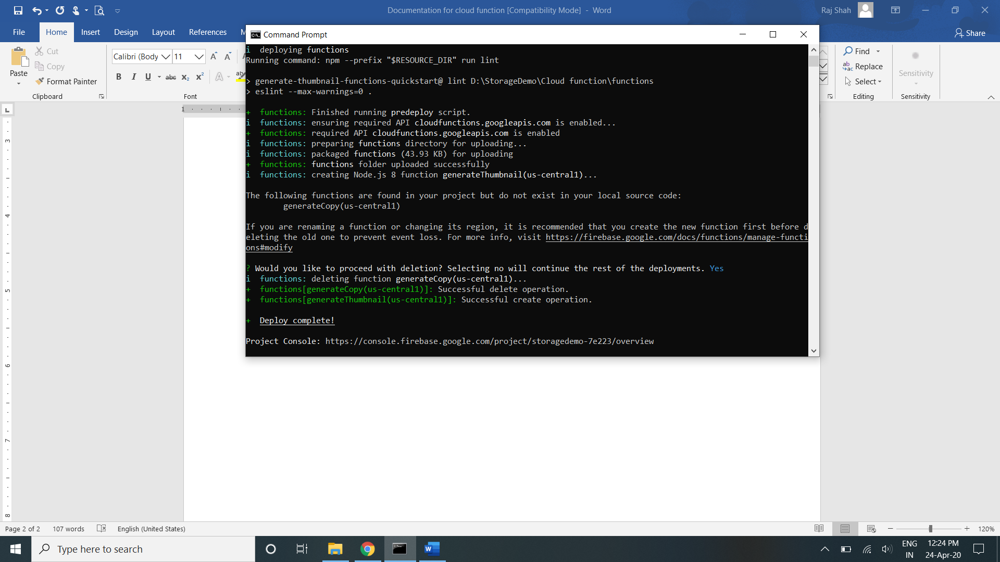 Documentation for cloud function [Compatibility Mode] - Word
Raj Shah
File Home Insert Design Layout References
Share
Command Prompt
Paste
Cut
Copy
Format Painter
Clipboard
Calibri (Body
11
B I U abc x₂ x²
Font
Find
Replace
Select
Editing
Sensitivity
Sensitivity
i  deploying functions
Running command: npm --prefix "$RESOURCE_DIR" run lint
> generate-thumbnail-functions-quickstart@ lint D:\StorageDemo\Cloud function\functions
> eslint --max-warnings=0 .
+  functions: Finished running predeploy script.
i  functions: ensuring required API cloudfunctions.googleapis.com is enabled...
+  functions: required API cloudfunctions.googleapis.com is enabled
i  functions: preparing functions directory for uploading...
i  functions: packaged functions (43.93 KB) for uploading
+  functions: functions folder uploaded successfully
i  functions: creating Node.js 8 function generateThumbnail(us-central1)...
The following functions are found in your project but do not exist in your local source code:
        generateCopy(us-central1)
If you are renaming a function or changing its region, it is recommended that you create the new function first before d
eleting the old one to prevent event loss. For more info, visit https://firebase.google.com/docs/functions/manage-functi
ons#modify
? Would you like to proceed with deletion? Selecting no will continue the rest of the deployments. Yes
i  functions: deleting function generateCopy(us-central1)...
+  functions[generateCopy(us-central1)]: Successful delete operation.
+  functions[generateThumbnail(us-central1)]: Successful create operation.
+  Deploy complete!
Project Console: https://console.firebase.google.com/project/storagedemo-7e223/overview
1
3
4
5
6
7
8
Page 2 of 2 107 words English (United States)
120%
Type here to search
ENG
IN
12:24 PM
24-Apr-20